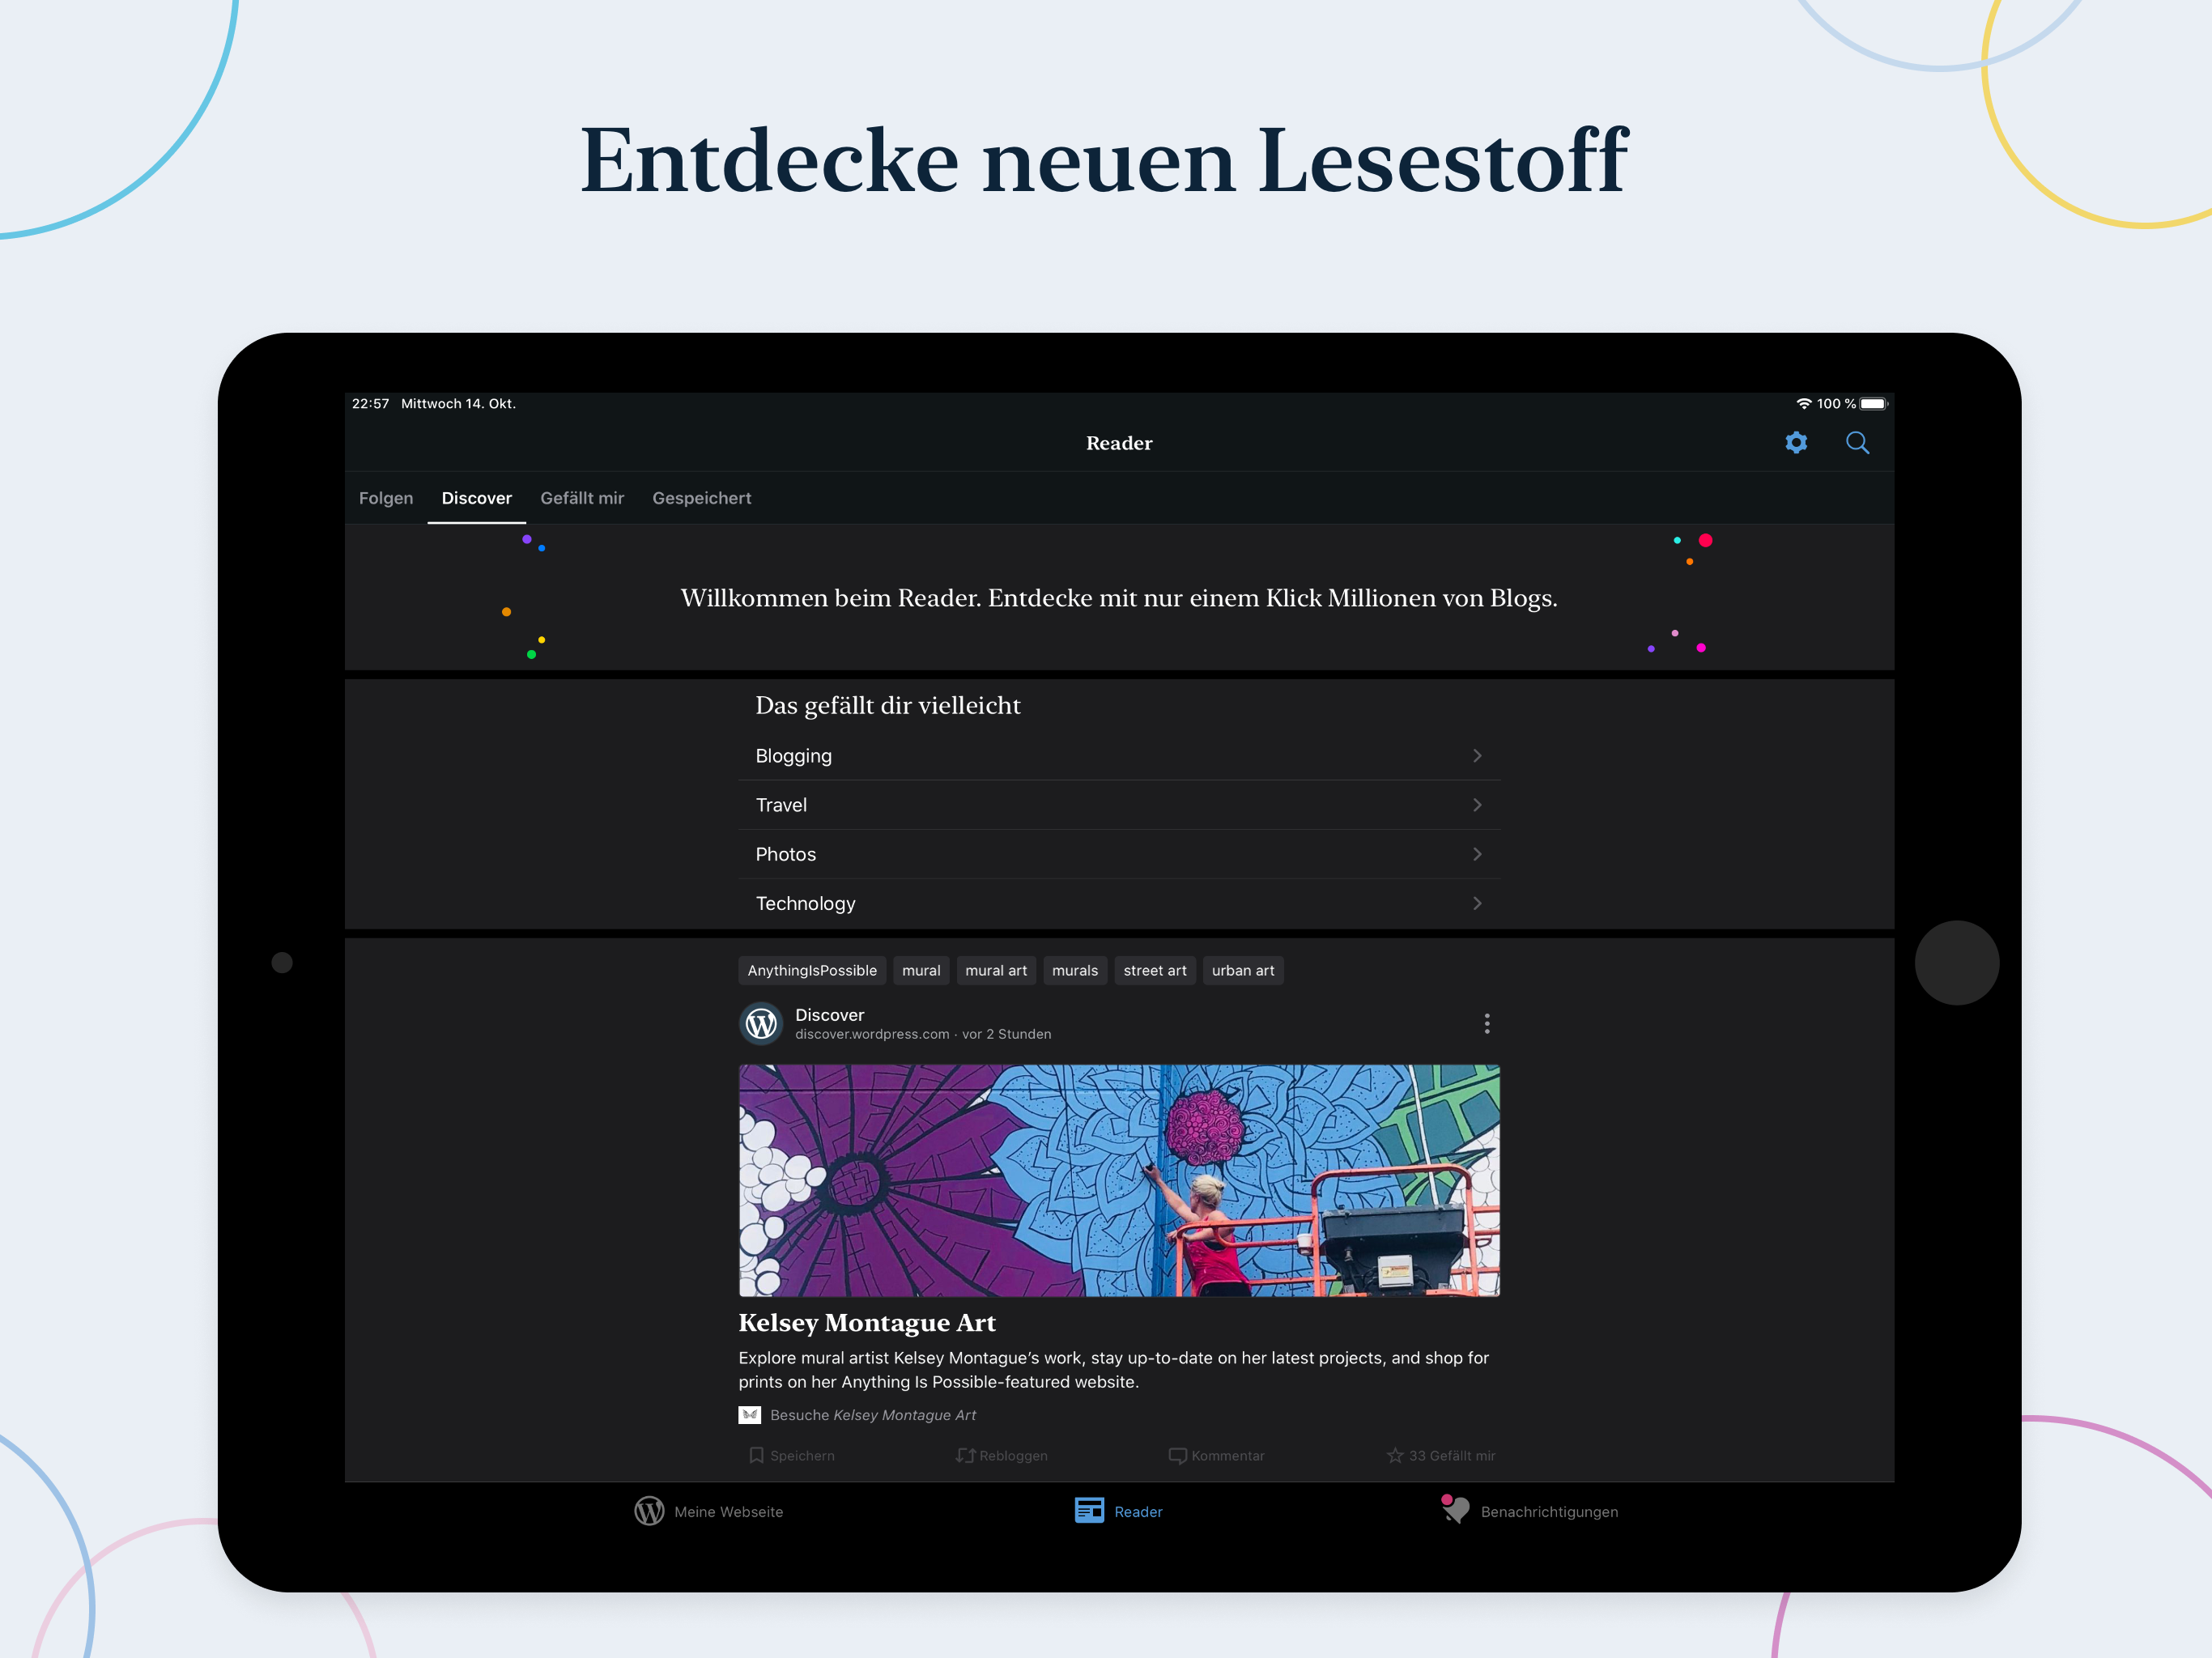 Entdecke neuen Lesestoff
22:57 Mittwoch 14. Okt.
100 %
Reader
Folgen Discover Gefällt mir Gespeichert
Willkommen beim Reader. Entdecke mit nur einem Klick Millionen von Blogs.
Das gefällt dir vielleicht
Blogging
Travel
Photos
Technology
AnythingIsPossible mural mural art murals street art urban art
Discover
discover.wordpress.com · vor 2 Stunden
Kelsey Montague Art
Explore mural artist Kelsey Montague’s work, stay up-to-date on her latest projects, and shop for
prints on her Anything Is Possible-featured website.
Besuche Kelsey Montague Art
Speichern Rebloggen Kommentar 33 Gefällt mir
Meine Webseite Reader Benachrichtigungen